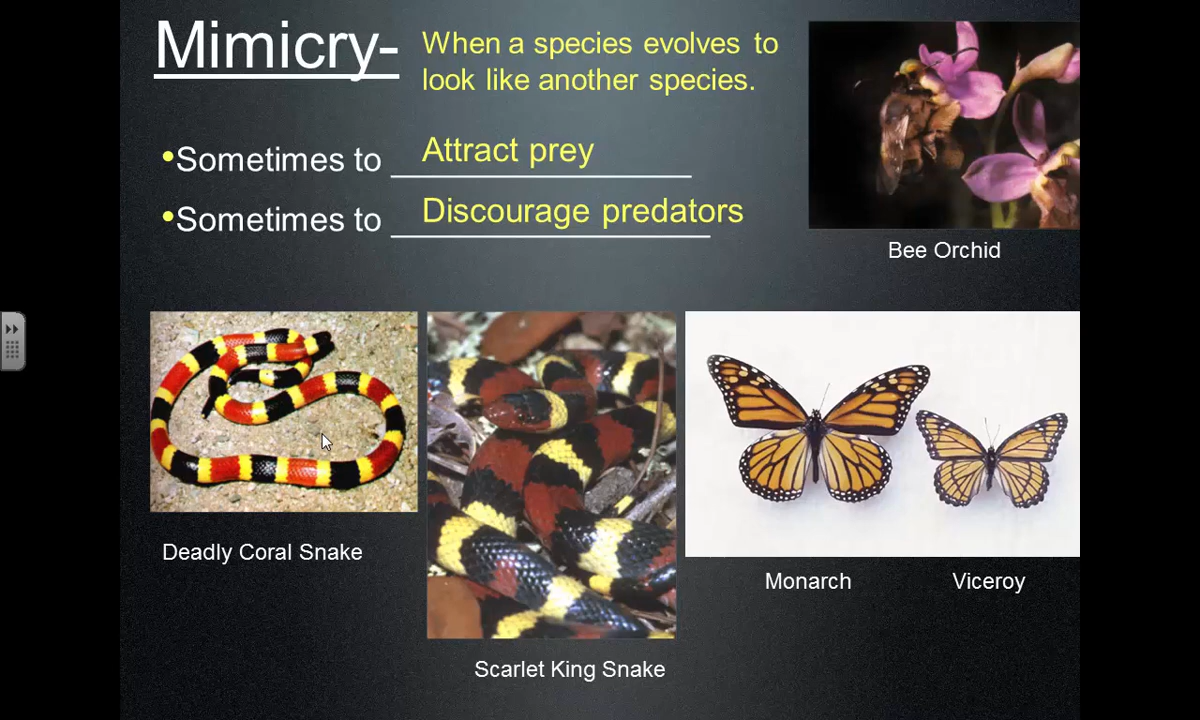 Mimicry-
When a species evolves to
look like another species.
•Sometimes to Attract prey
•Sometimes to Discourage predators
Bee Orchid
Deadly Coral Snake
Monarch
Viceroy
Scarlet King Snake